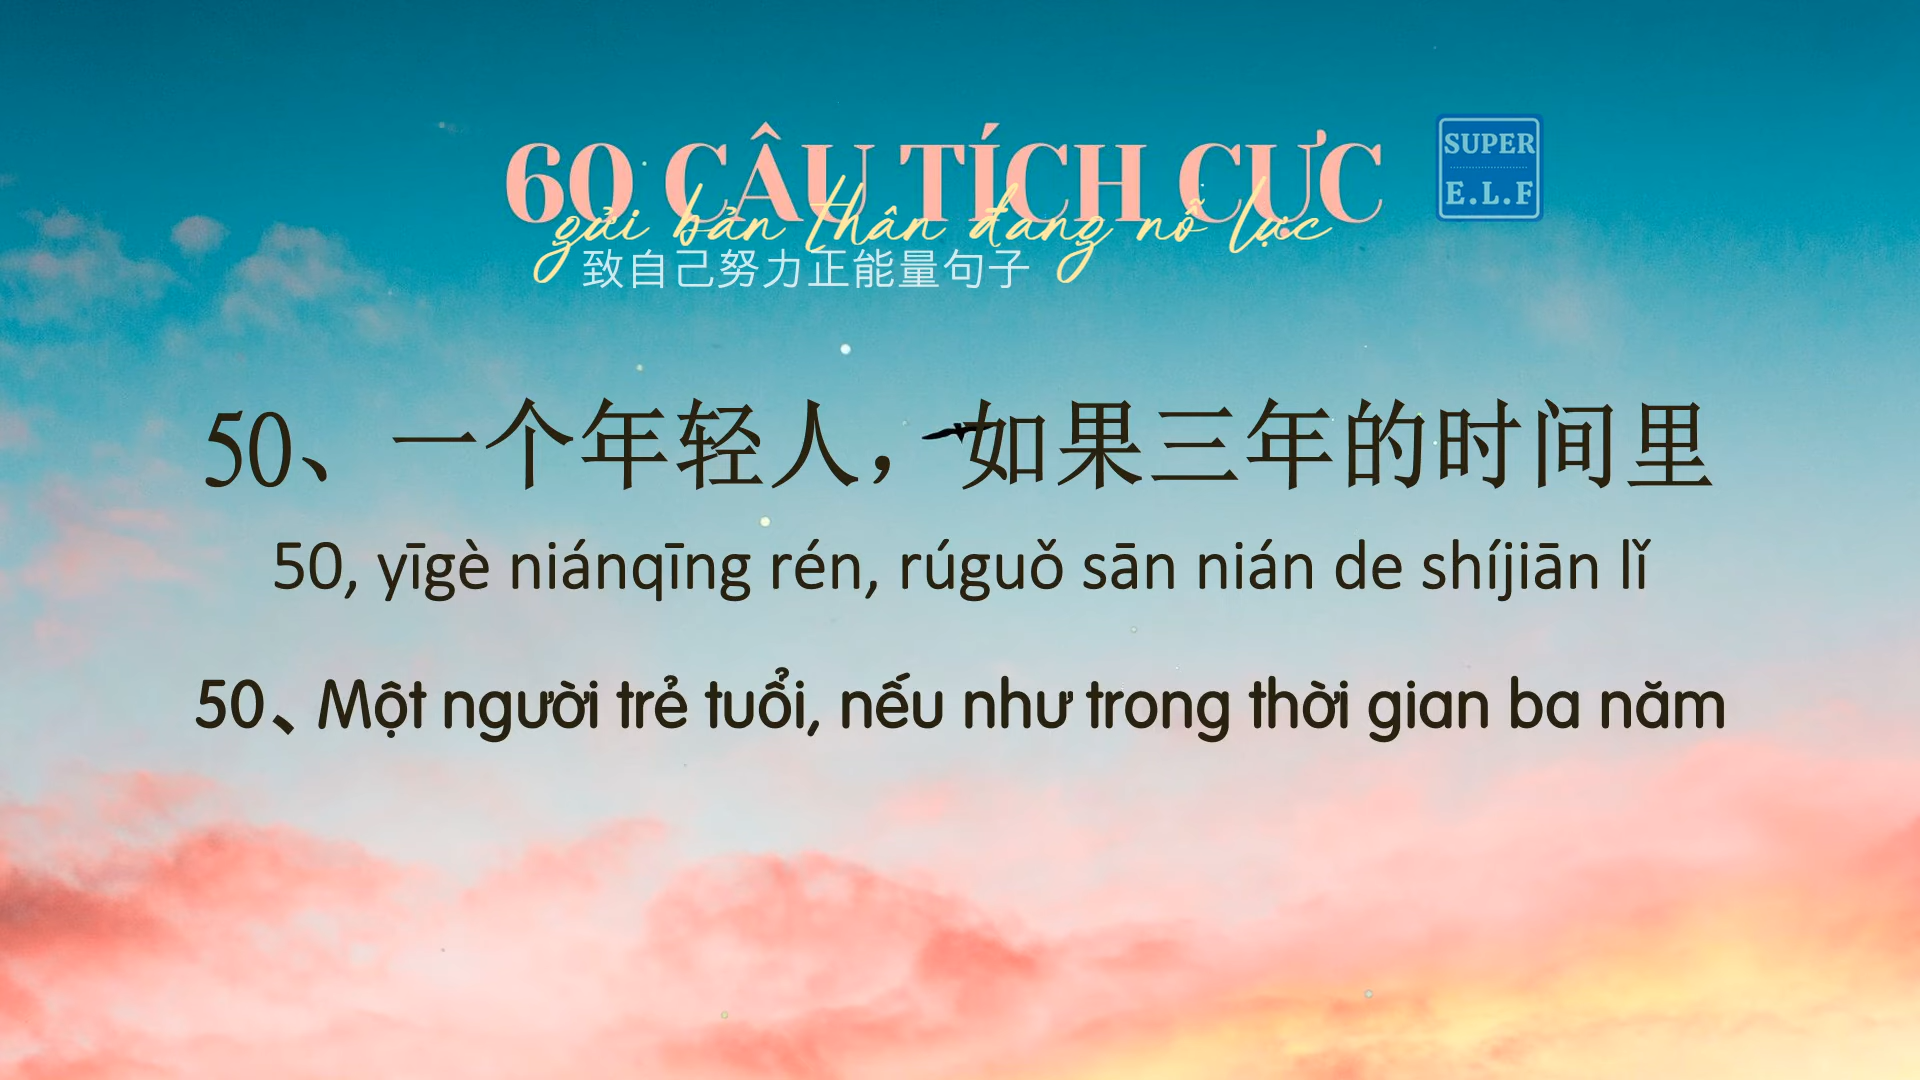 60 CÂU TÍCH CỰC
gửi bản thân đang nỗ lực
致自己努力正能量句子
SUPER
E.L.F
50、一个年轻人，如果三年的时间里
50, yīgè niánqīng rén, rúguǒ sān nián de shíjiān lǐ
50、Một người trẻ tuổi, nếu như trong thời gian ba năm